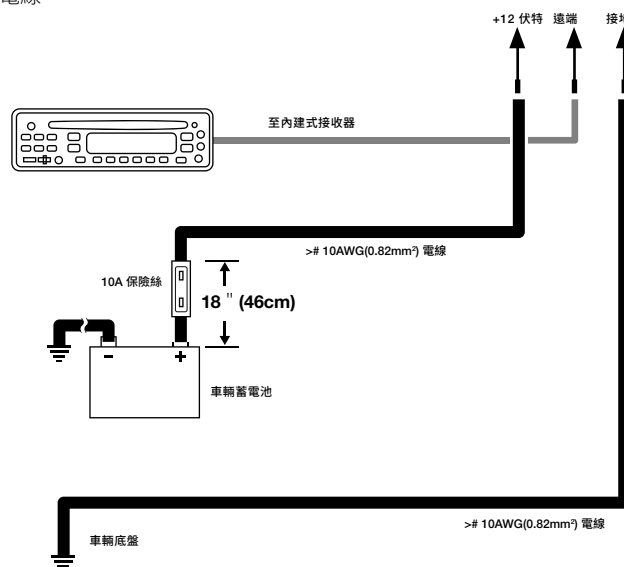 +12 伏特 遠端 接
至內建式接收器
># 10AWG(0.82mm²) 電線
10A 保險絲
18 " (46cm)
- +
車輛蓄電池
># 10AWG(0.82mm²) 電線
車輛底盤